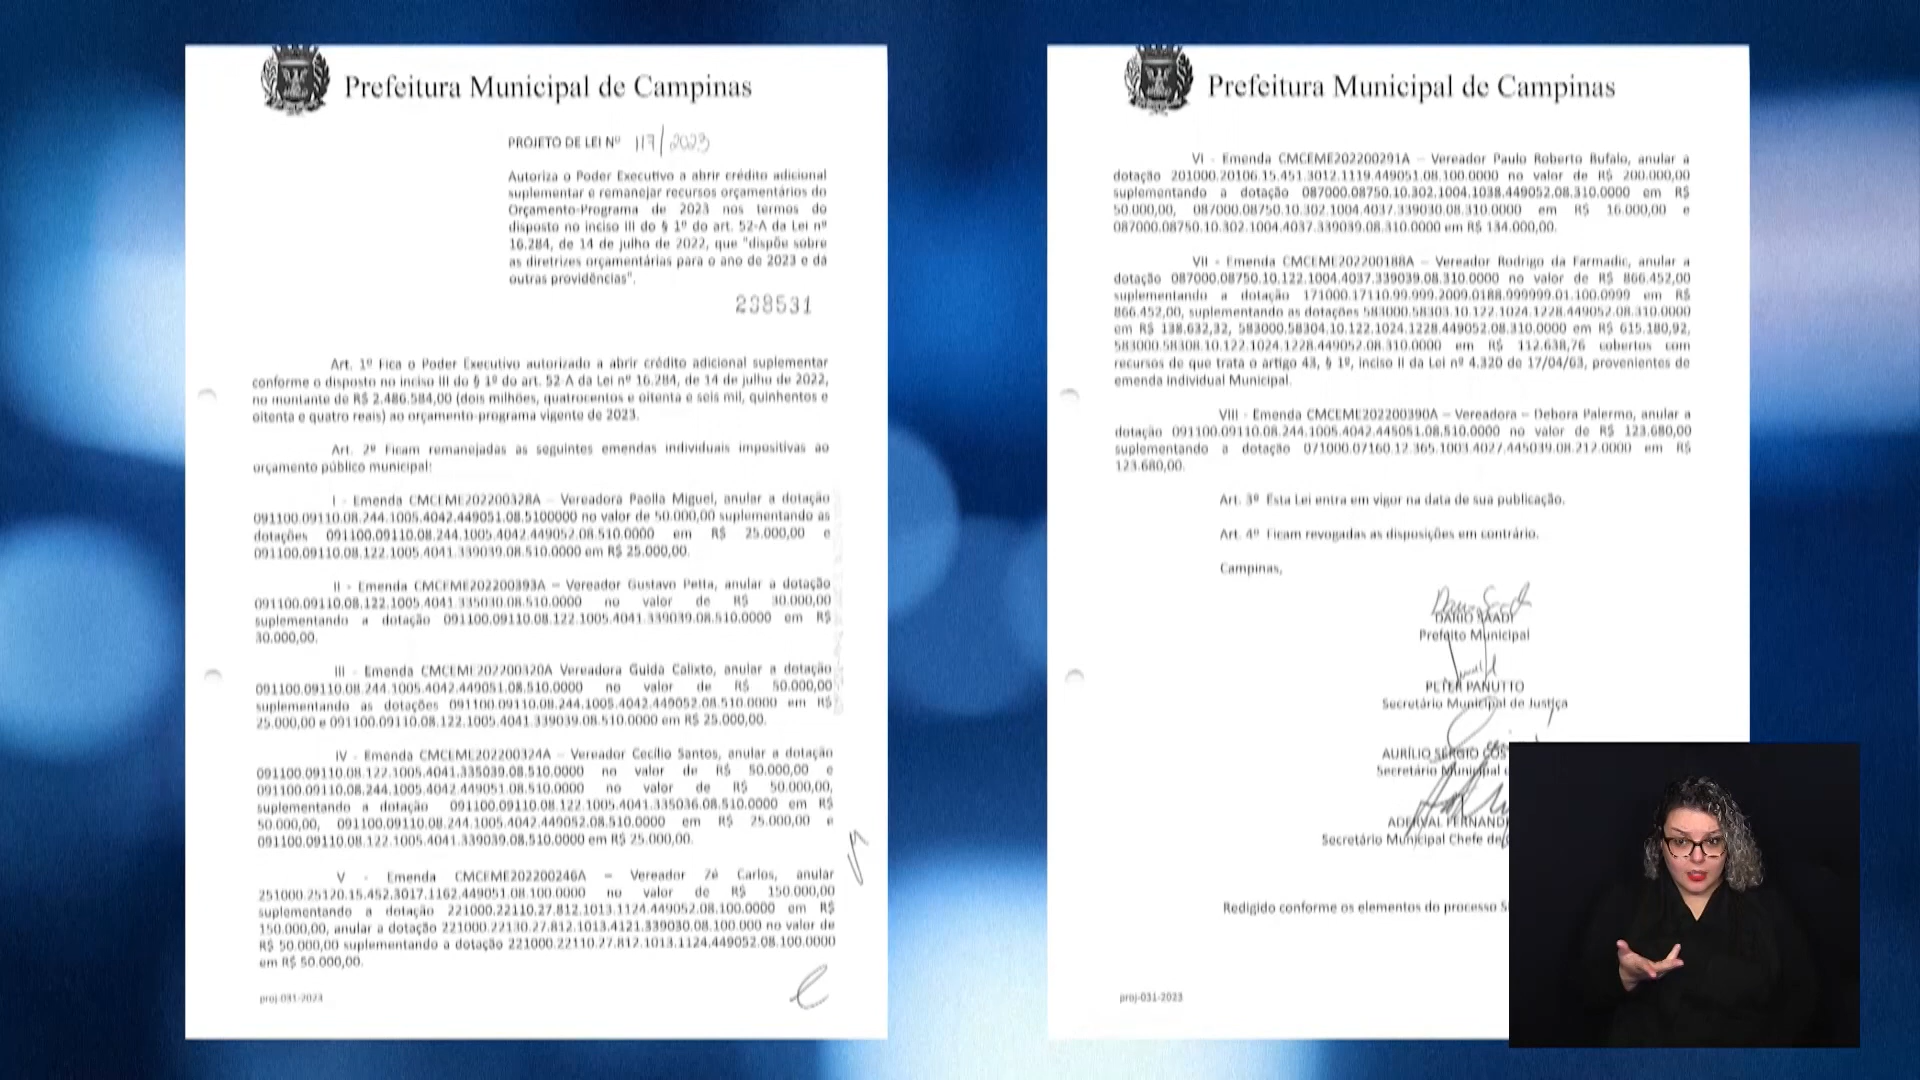 Prefeitura Municipal de Campinas
PROJETO DE LEI Nº 117/2023
Autoriza o Poder Executivo a abrir crédito adicional
suplementar e remanejar recursos orçamentários do
Orçamento-Programa de 2023 nos termos do
disposto no inciso III do § 1º do art. 52-A da Lei nº
16.284, de 14 de julho de 2022, que "dispõe sobre
as diretrizes orçamentárias para o ano de 2023 e dá
outras providências".
238531
Art. 1º Fica o Poder Executivo autorizado a abrir crédito adicional suplementar
conforme o disposto no inciso III do § 1º do art. 52-A da Lei nº 16.284, de 14 de julho de 2022,
no montante de R$ 2.486.584,00 (dois milhões, quatrocentos e oitenta e seis mil, quinhentos e
oitenta e quatro reais) ao orçamento-programa vigente de 2023.
Art. 2º Ficam remanejadas as seguintes emendas individuais impositivas ao
orçamento público municipal:
I - Emenda CMCEME202200328A – Vereadora Paolla Miguel, anular a dotação
091100.09110.08.244.1005.4042.449051.08.5100000 no valor de 50.000,00 suplementando as
dotações 091100.09110.08.244.1005.4042.449052.08.510.0000 em R$ 25.000,00 e
091100.09110.08.122.1005.4041.339039.08.510.0000 em R$ 25.000,00.
II - Emenda CMCEME202200393A – Vereador Gustavo Petta, anular a dotação
091100.09110.08.122.1005.4041.335030.08.510.0000 no valor de R$ 30.000,00
suplementando a dotação 091100.09110.08.122.1005.4041.339039.08.510.0000 em R$
30.000,00.
III - Emenda CMCEME202200320A Vereadora Guida Calixto, anular a dotação
091100.09110.08.244.1005.4042.449051.08.510.0000 no valor de R$ 50.000,00
suplementando as dotações 091100.09110.08.244.1005.4042.449052.08.510.0000 em R$
25.000,00 e 091100.09110.08.122.1005.4041.339039.08.510.0000 em R$ 25.000,00.
IV - Emenda CMCEME202200324A – Vereador Cecílio Santos, anular a dotação
091100.09110.08.122.1005.4041.335039.08.510.0000 no valor de R$ 50.000,00 e
091100.09110.08.244.1005.4042.449051.08.510.0000 no valor de R$ 50.000,00,
suplementando a dotação 091100.09110.08.122.1005.4041.335036.08.510.0000 em R$
50.000,00, 091100.09110.08.244.1005.4042.449052.08.510.0000 em R$ 25.000,00 e
091100.09110.08.122.1005.4041.339039.08.510.0000 em R$ 25.000,00.
V - Emenda CMCEME202200246A – Vereador Zé Carlos, anular
251000.25120.15.452.3017.1162.449051.08.100.0000 no valor de R$ 150.000,00
suplementando a dotação 221000.22110.27.812.1013.1124.449052.08.100.0000 em R$
150.000,00, anular a dotação 221000.22130.27.812.1013.4121.339030.08.100.000 no valor de
R$ 50.000,00 suplementando a dotação 221000.22110.27.812.1013.1124.449052.08.100.0000
em R$ 50.000,00.
proj-031-2023
Prefeitura Municipal de Campinas
VI - Emenda CMCEME202200291A – Vereador Paulo Roberto Bufalo, anular a
dotação 201000.20106.15.451.3012.1119.449051.08.100.0000 no valor de R$ 200.000,00
suplementando a dotação 087000.08750.10.302.1004.1038.449052.08.310.0000 em R$
50.000,00, 087000.08750.10.302.1004.4037.339030.08.310.0000 em R$ 16.000,00 e
087000.08750.10.302.1004.4037.339039.08.310.0000 em R$ 134.000,00.
VII - Emenda CMCEME202200188A – Vereador Rodrigo da Farmadic, anular a
dotação 087000.08750.10.122.1004.4037.339039.08.310.0000 no valor de R$ 866.452,00
suplementando a dotação 171000.17110.99.999.2009.0188.999999.01.100.0999 em R$
866.452,00, suplementando as dotações 583000.58303.10.122.1024.1228.449052.08.310.0000
em R$ 138.632,32, 583000.58304.10.122.1024.1228.449052.08.310.0000 em R$ 615.180,92,
583000.58308.10.122.1024.1228.449052.08.310.0000 em R$ 112.638,76 cobertos com
recursos de que trata o artigo 43, § 1º, inciso II da Lei nº 4.320 de 17/04/63, provenientes de
emenda Individual Municipal.
VIII - Emenda CMCEME202200390A – Vereadora – Debora Palermo, anular a
dotação 091100.09110.08.244.1005.4042.445051.08.510.0000 no valor de R$ 123.680,00
suplementando a dotação 071000.07160.12.365.1003.4027.445039.08.212.0000 em R$
123.680,00.
Art. 3º Esta Lei entra em vigor na data de sua publicação.
Art. 4º Ficam revogadas as disposições em contrário.
Campinas,
DÁRIO SAADI
Prefeito Municipal
PETER PANUTTO
Secretário Municipal de Justiça
AURÍLIO SÉRGIO COS
Secretário Municipal
ADERVAL FERNAND
Secretário Municipal Chefe de
Redigido conforme os elementos do processo S
proj-031-2023